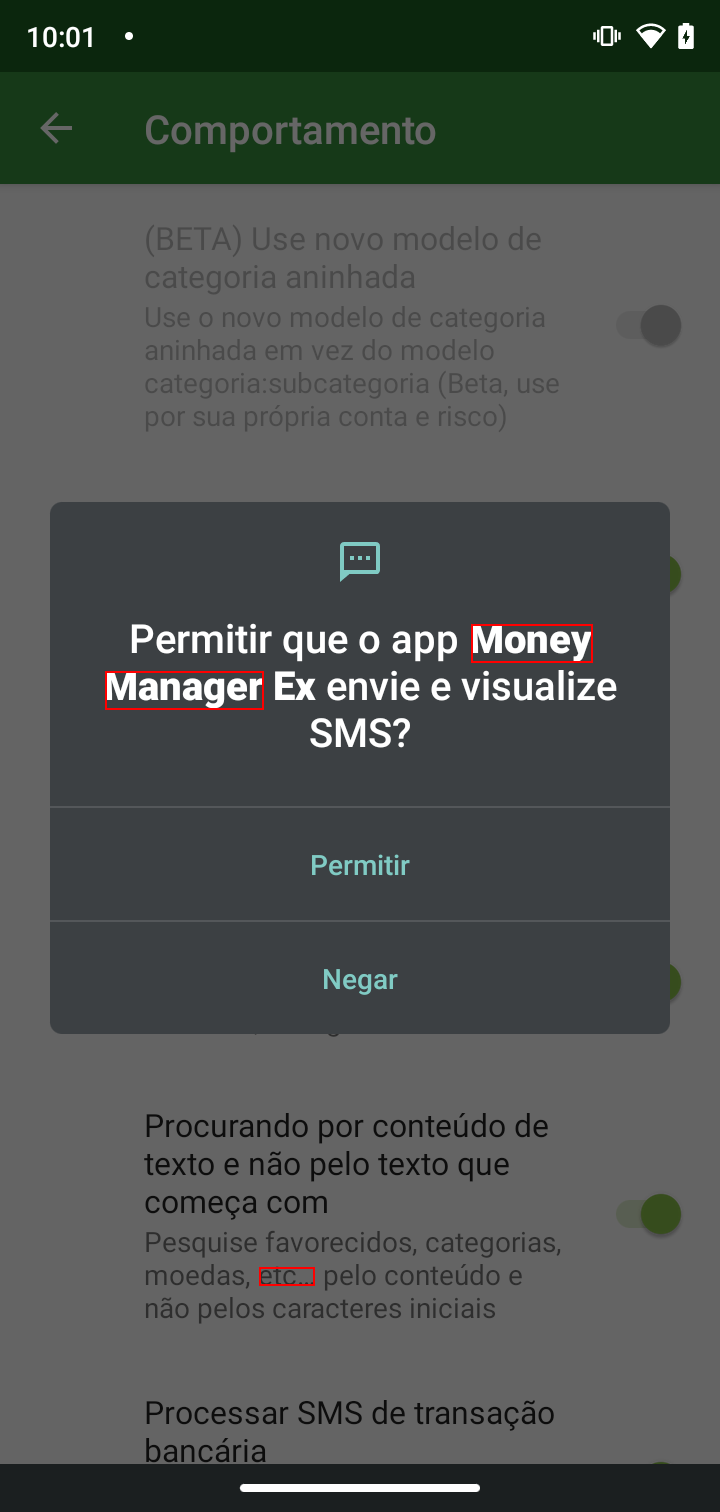 10:01
Comportamento
(BETA) Use novo modelo de
categoria aninhada
Use o novo modelo de categoria
aninhada em vez do modelo
categoria:subcategoria (Beta, use
por sua própria conta e risco)
Permitir que o app Money
Manager Ex envie e visualize
SMS?
Permitir
Negar
Procurando por conteúdo de
texto e não pelo texto que
começa com
Pesquise favorecidos, categorias,
moedas, etc... pelo conteúdo e
não pelos caracteres iniciais
Processar SMS de transação
bancária